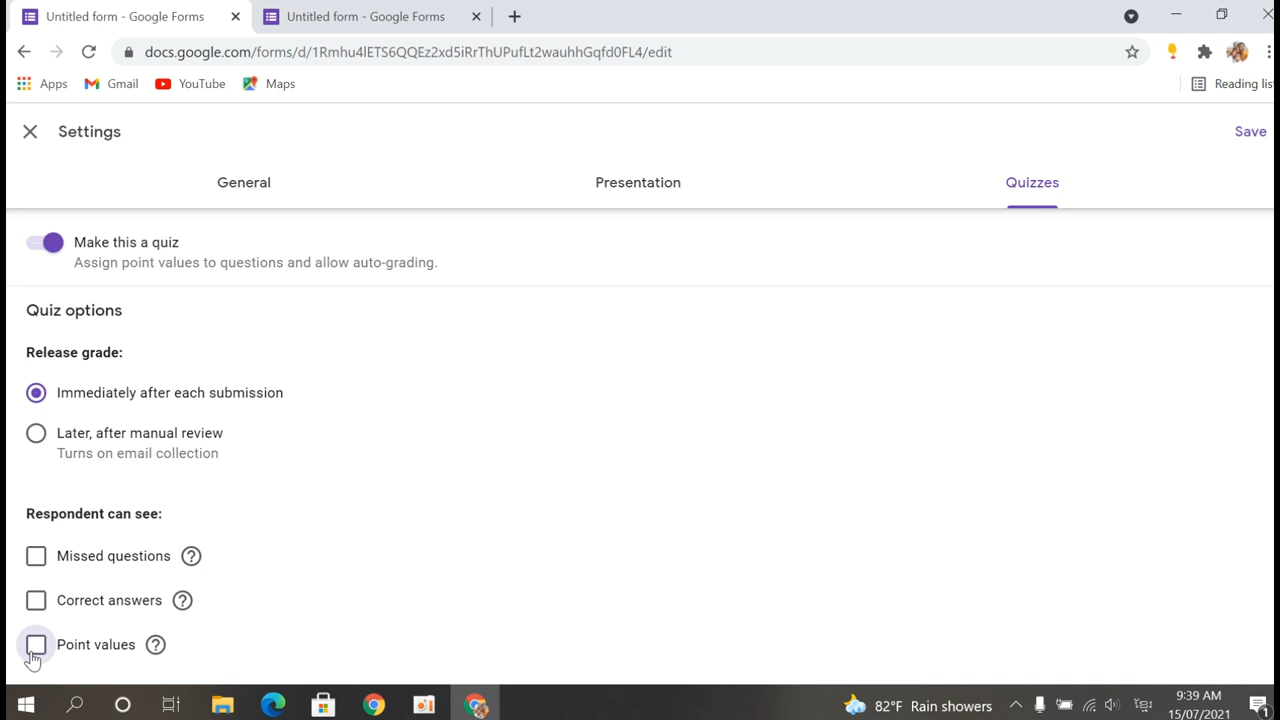 Untitled form - Google Forms
Untitled form - Google Forms
docs.google.com/forms/d/1Rmhu4lETS6QQEz2xd5iRrThUPufLt2wauhhGqfd0FL4/edit
Apps
Gmail
YouTube
Maps
Reading lis
Settings
Save
General
Presentation
Quizzes
Make this a quiz
Assign point values to questions and allow auto-grading.
Quiz options
Release grade:
Immediately after each submission
Later, after manual review
Turns on email collection
Respondent can see:
Missed questions
Correct answers
Point values
82°F Rain showers
9:39 AM
15/07/2021
1